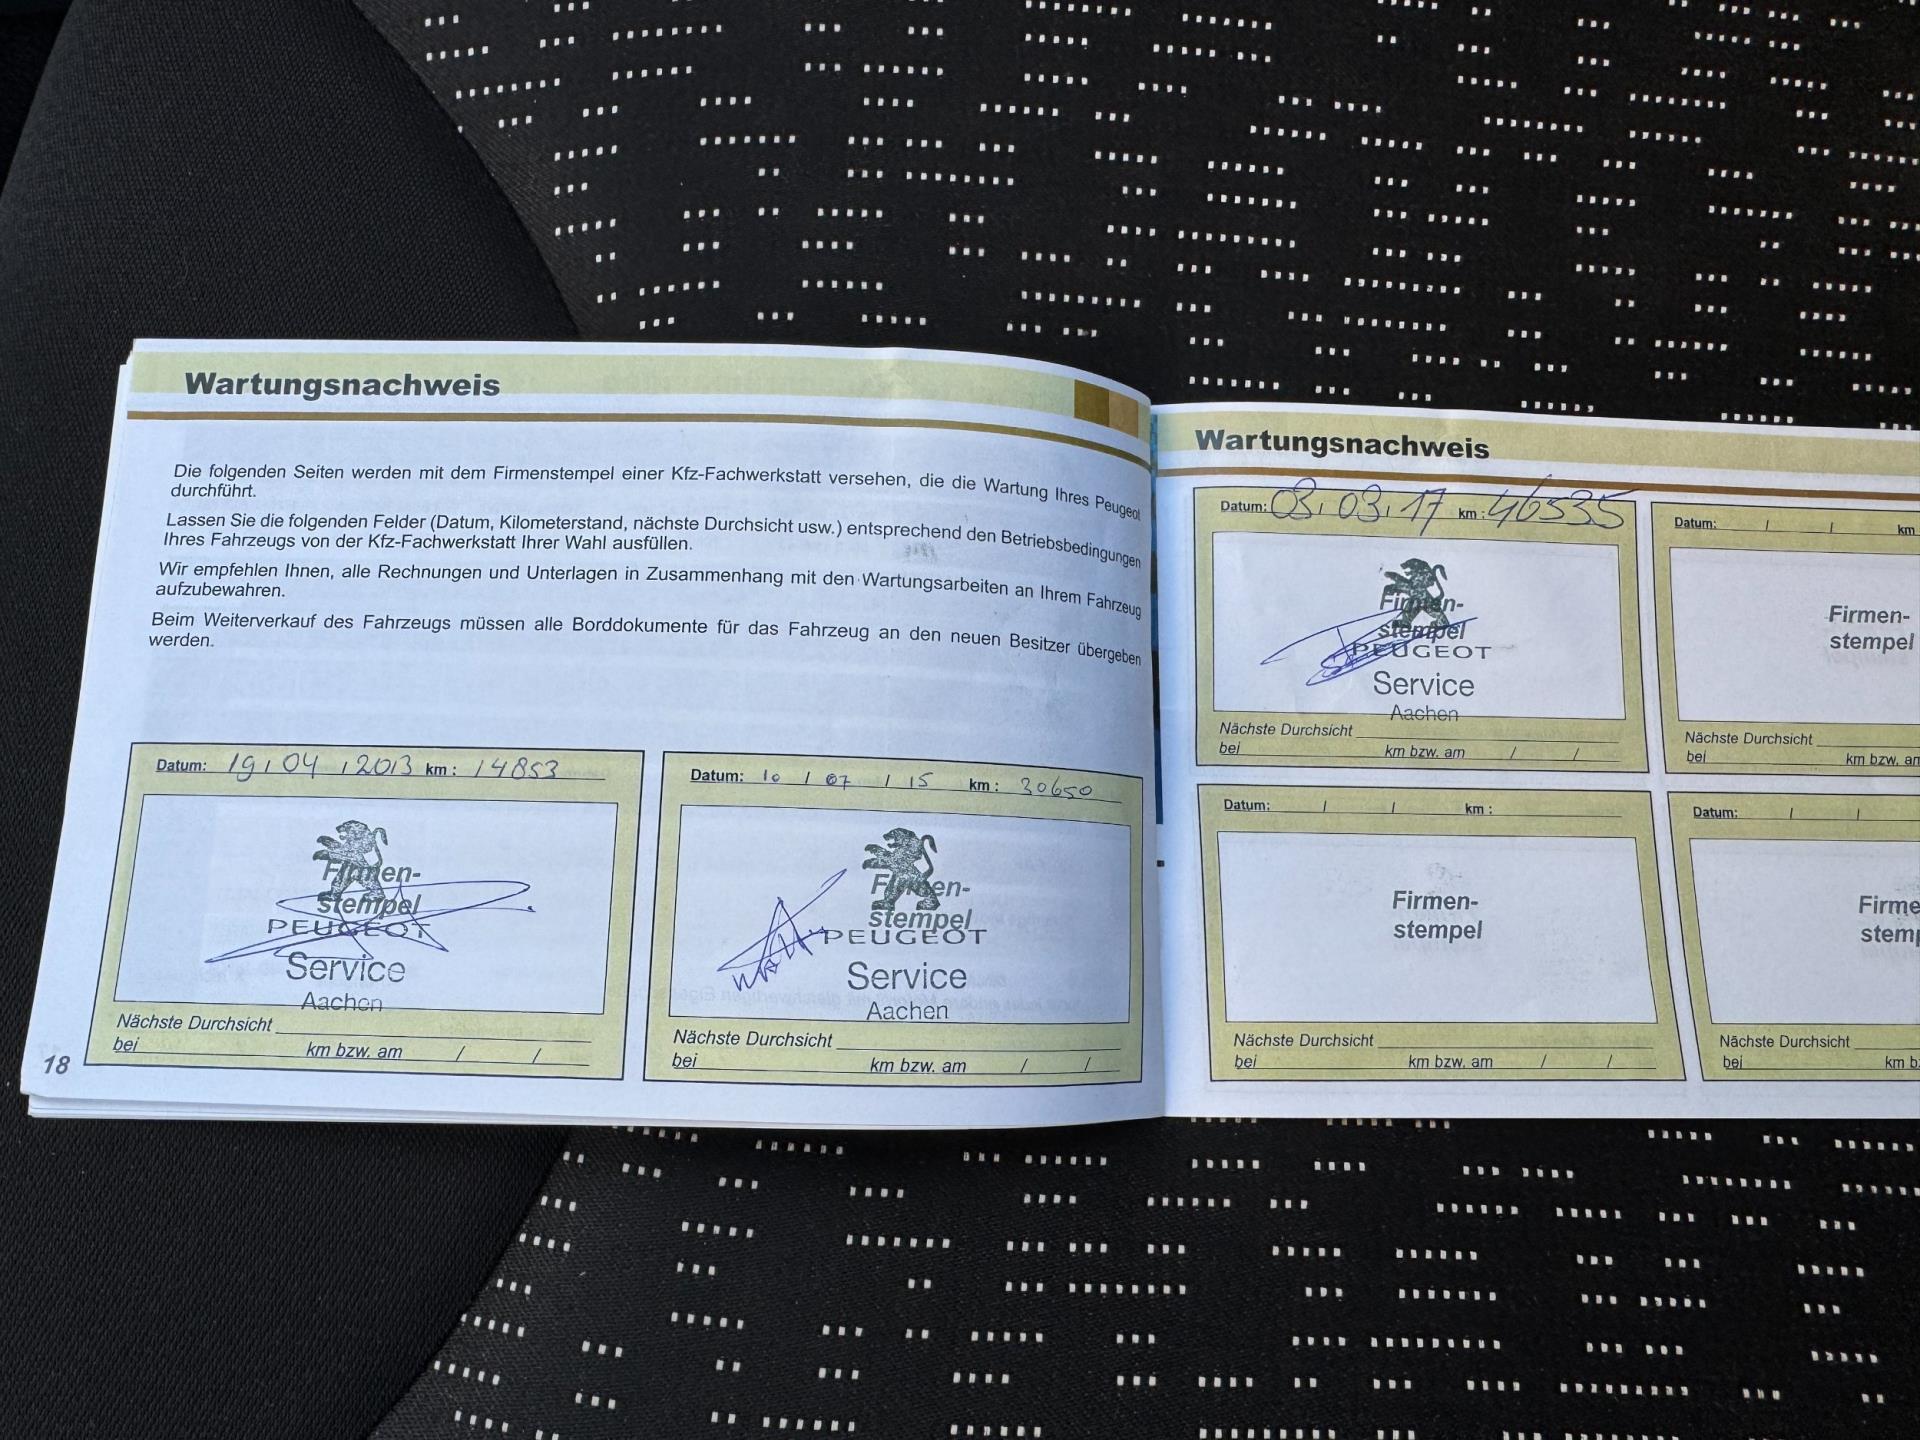 Wartungsnachweis
Die folgenden Seiten werden mit dem Firmenstempel einer Kfz-Fachwerkstatt versehen, die die Wartung Ihres Peugeot
durchführt.
Lassen Sie die folgenden Felder (Datum, Kilometerstand, nächste Durchsicht usw.) entsprechend den Betriebsbedingungen
Ihres Fahrzeugs von der Kfz-Fachwerkstatt Ihrer Wahl ausfüllen.
Wir empfehlen Ihnen, alle Rechnungen und Unterlagen in Zusammenhang mit den Wartungsarbeiten an Ihrem Fahrzeug
aufzubewahren.
Beim Weiterverkauf des Fahrzeugs müssen alle Borddokumente für das Fahrzeug an den neuen Besitzer übergeben
werden.
Datum: 19 / 04 / 2013 km : 14853
Firmen-
stempel
PEUGEOT
Service
Aachen
Nächste Durchsicht
bei km bzw. am / /
Datum: 10 / 07 / 15 km : 30650
Firmen-
stempel
PEUGEOT
Service
Aachen
Nächste Durchsicht
bei km bzw. am / /
18
Wartungsnachweis
Datum: 03. 03. 17 km : 46535
Firmen-
stempel
PEUGEOT
Service
Aachen
Nächste Durchsicht
bei km bzw. am / /
Datum: / / km
Firmen-
stempel
Nächste Durchsicht
bei km bzw. am
Datum: / / km :
Firmen-
stempel
Nächste Durchsicht
bei km bzw. am / /
Datum: / /
Firme
stemp
Nächste Durchsicht
bei km b